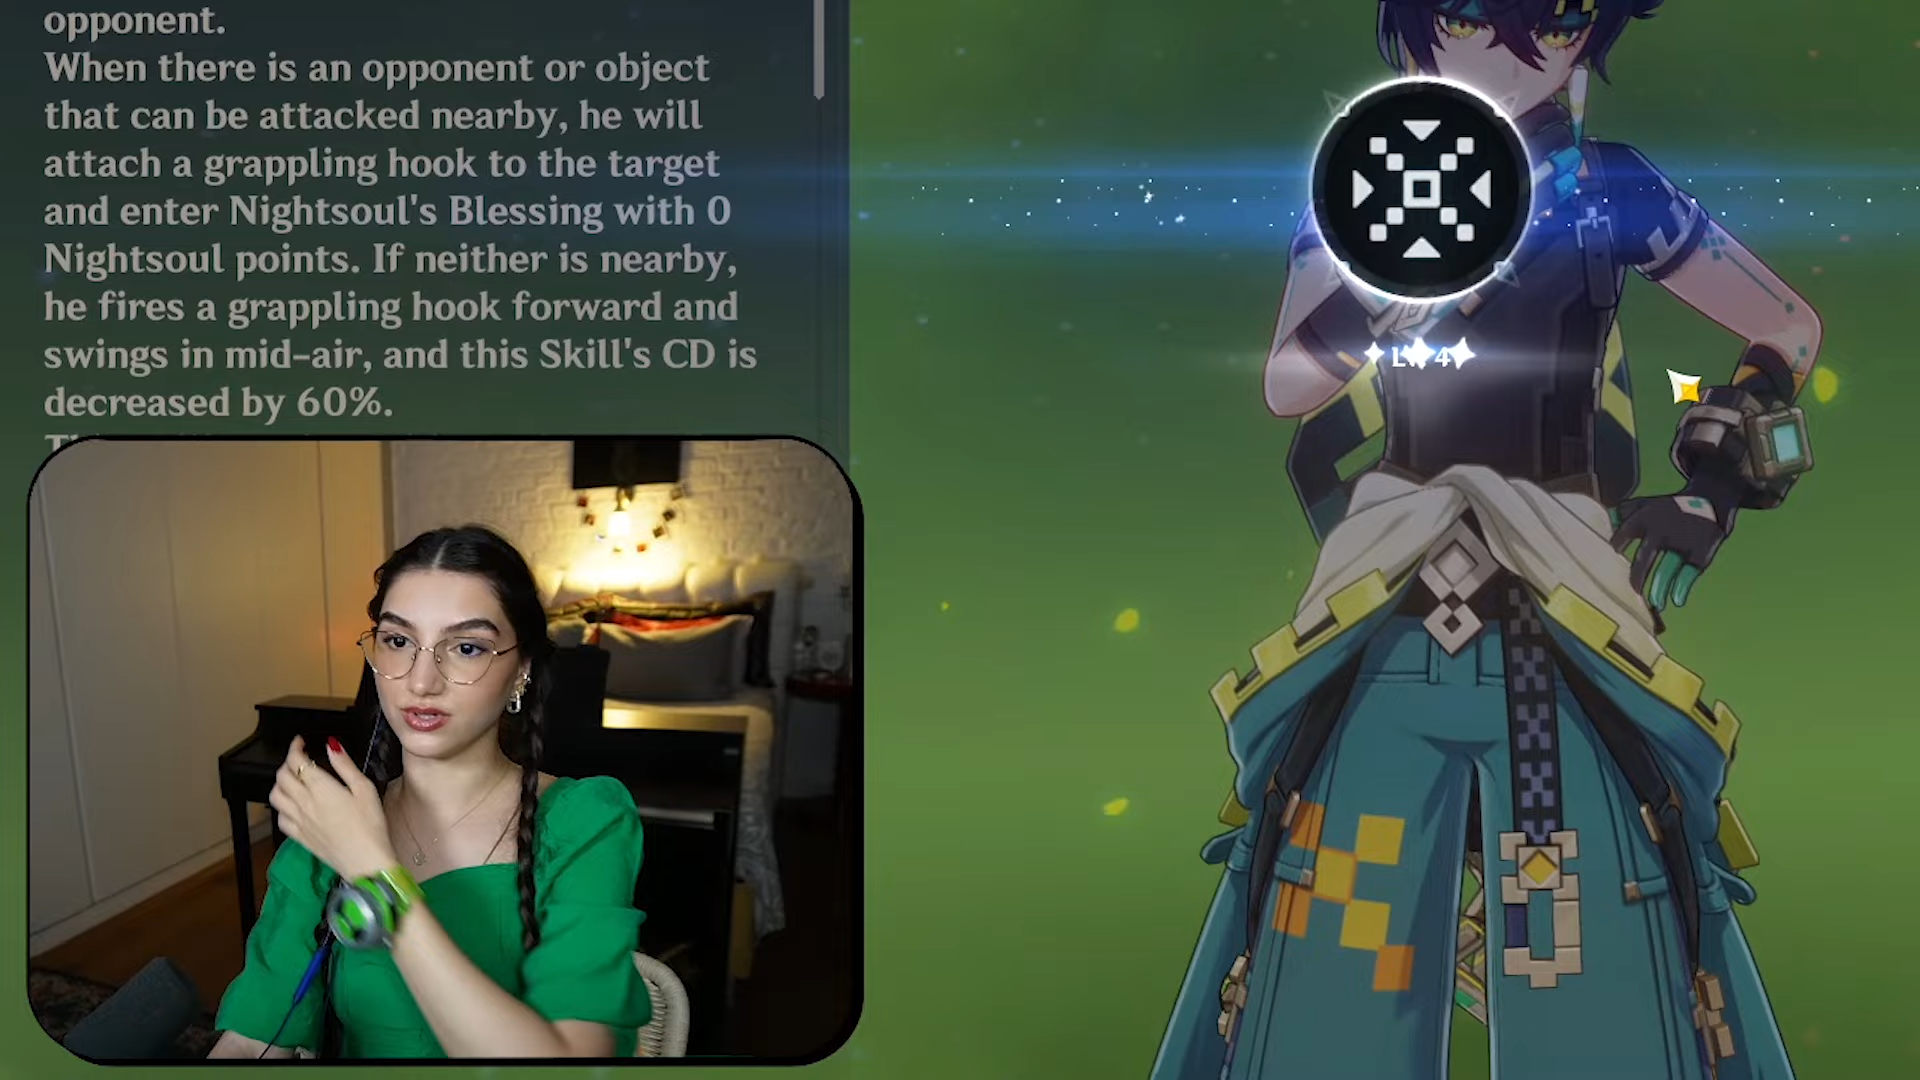 opponent.
When there is an opponent or object
that can be attacked nearby, he will
attach a grappling hook to the target
and enter Nightsoul's Blessing with 0
Nightsoul points. If neither is nearby,
he fires a grappling hook forward and
swings in mid-air, and this Skill's CD is
decreased by 60%.